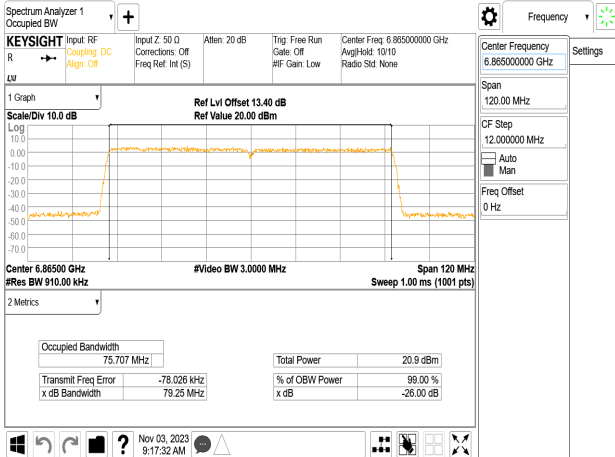 Spectrum Analyzer 1
Occupied BW
Frequency
KEYSIGHT
R
Input: RF
Coupling: DC
Align: Off
Input Z: 50 Ω
Corrections: Off
Freq Ref: Int (S)
Atten: 20 dB
Trig: Free Run
Gate: Off
#IF Gain: Low
Center Freq: 6.865000000 GHz
Avg|Hold: 10/10
Radio Std: None
LXI
Center Frequency
6.865000000 GHz
Settings
Span
120.00 MHz
CF Step
12.000000 MHz
Auto
Man
Freq Offset
0 Hz
1 Graph
Scale/Div 10.0 dB
Ref Lvl Offset 13.40 dB
Ref Value 20.00 dBm
Log
10.0
0.00
-10.0
-20.0
-30.0
-40.0
-50.0
-60.0
-70.0
Center 6.86500 GHz
#Res BW 910.00 kHz
#Video BW 3.0000 MHz
Span 120 MHz
Sweep 1.00 ms (1001 pts)
2 Metrics
Occupied Bandwidth
75.707 MHz
Total Power 20.9 dBm
Transmit Freq Error -78.026 kHz
% of OBW Power 99.00 %
x dB Bandwidth 79.25 MHz
x dB -26.00 dB
?
Nov 03, 2023
9:17:32 AM